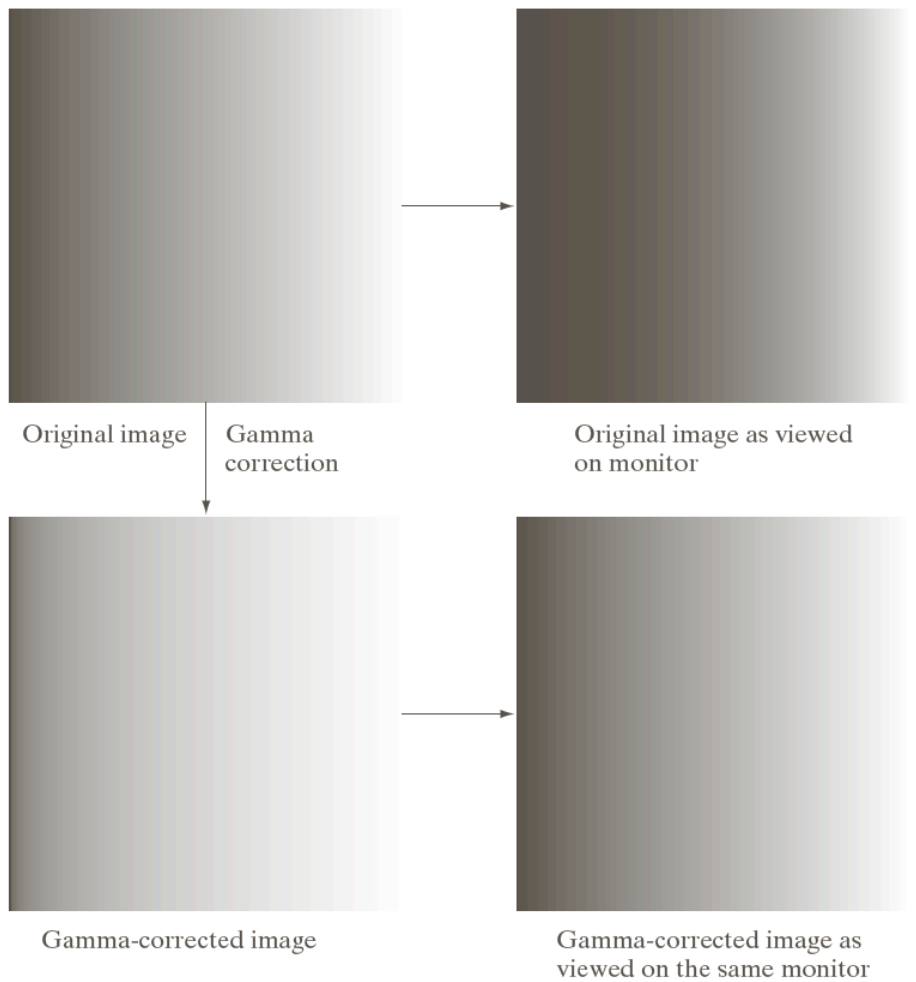 Original image
Gamma
correction
Original image as viewed
on monitor
Gamma-corrected image
Gamma-corrected image as
viewed on the same monitor